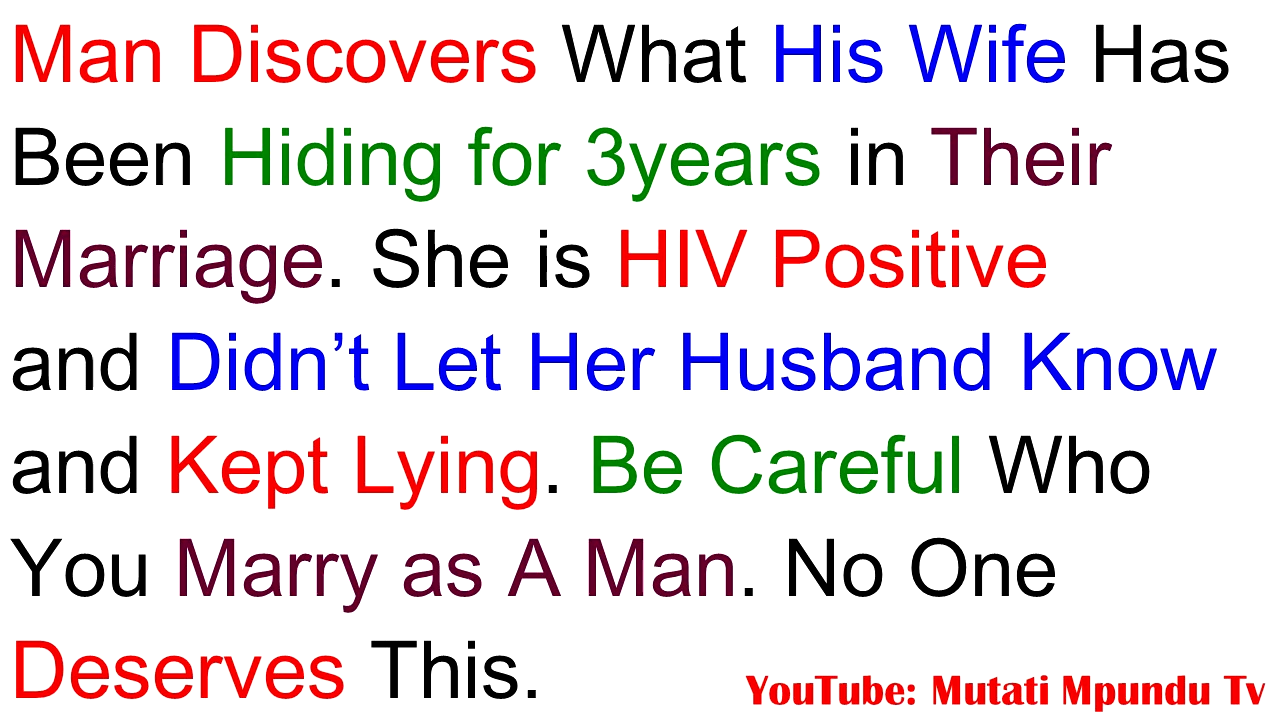 Man Discovers What His Wife Has
Been Hiding for 3years in Their
Marriage. She is HIV Positive
and Didn’t Let Her Husband Know
and Kept Lying. Be Careful Who
You Marry as A Man. No One
Deserves This.
YouTube: Mutati Mpundu Tv